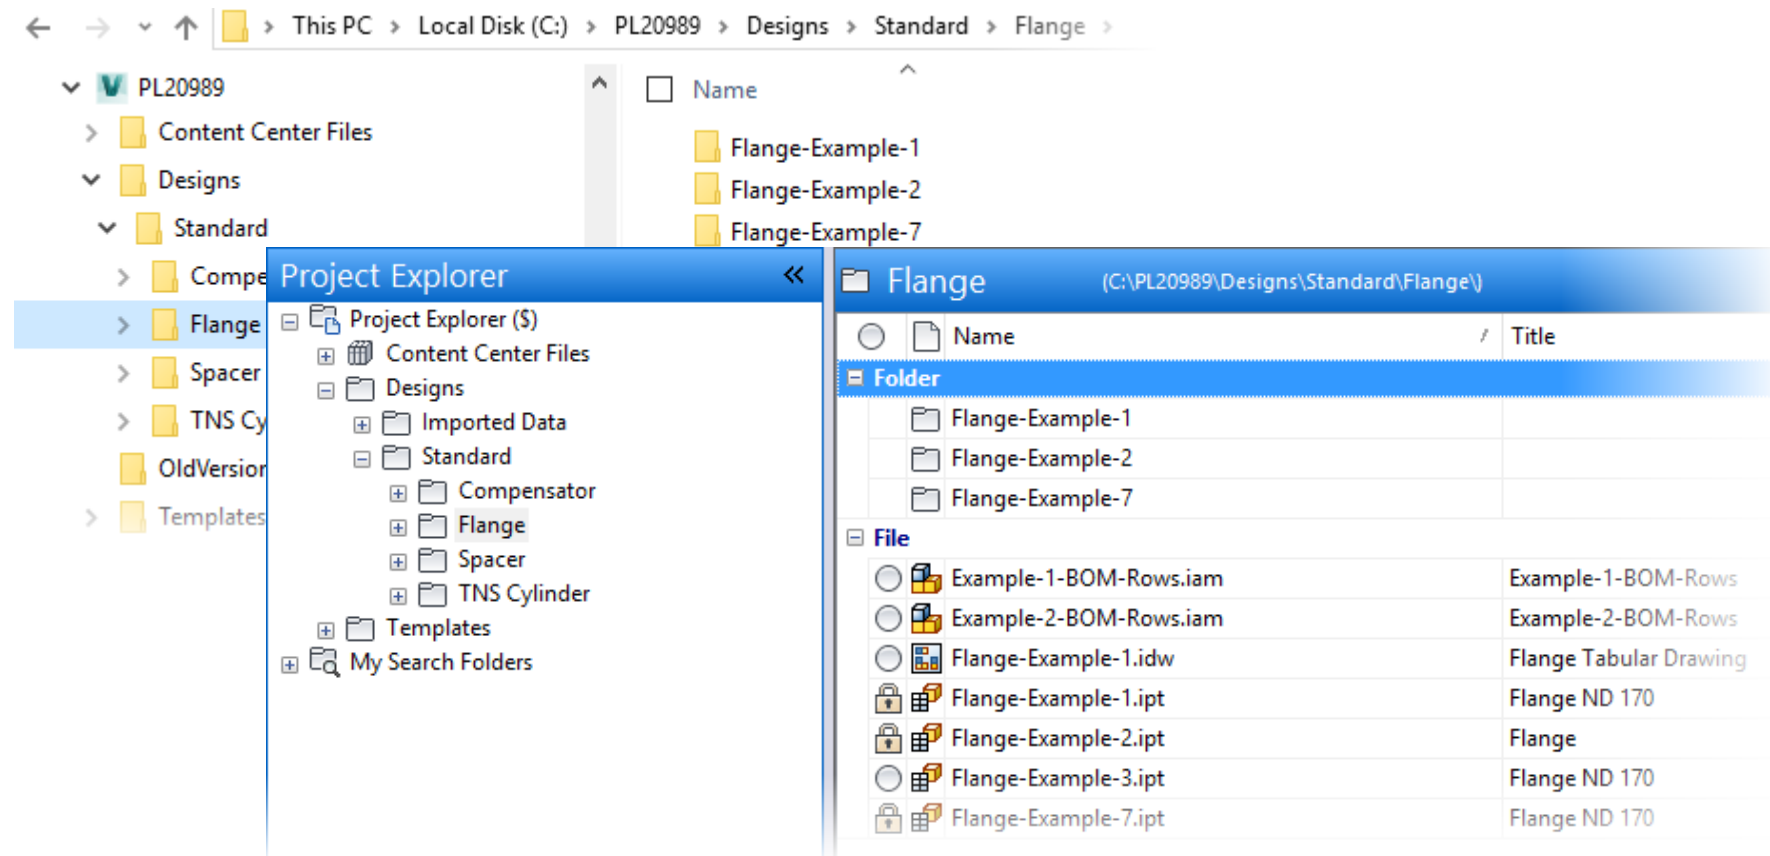 This PC > Local Disk (C:) > PL20989 > Designs > Standard > Flange >
PL20989
Content Center Files
Designs
Standard
Compe
Flange
Spacer
TNS Cy
OldVersion
Templates
Name
Flange-Example-1
Flange-Example-2
Flange-Example-7
Project Explorer
Project Explorer ($)
Content Center Files
Designs
Imported Data
Standard
Compensator
Flange
Spacer
TNS Cylinder
Templates
My Search Folders
Flange (C:\PL20989\Designs\Standard\Flange\)
Name / Title
Folder
Flange-Example-1
Flange-Example-2
Flange-Example-7
File
Example-1-BOM-Rows.iam Example-1-BOM-Rows
Example-2-BOM-Rows.iam Example-2-BOM-Rows
Flange-Example-1.idw Flange Tabular Drawing
Flange-Example-1.ipt Flange ND 170
Flange-Example-2.ipt Flange
Flange-Example-3.ipt Flange ND 170
Flange-Example-7.ipt Flange ND 170